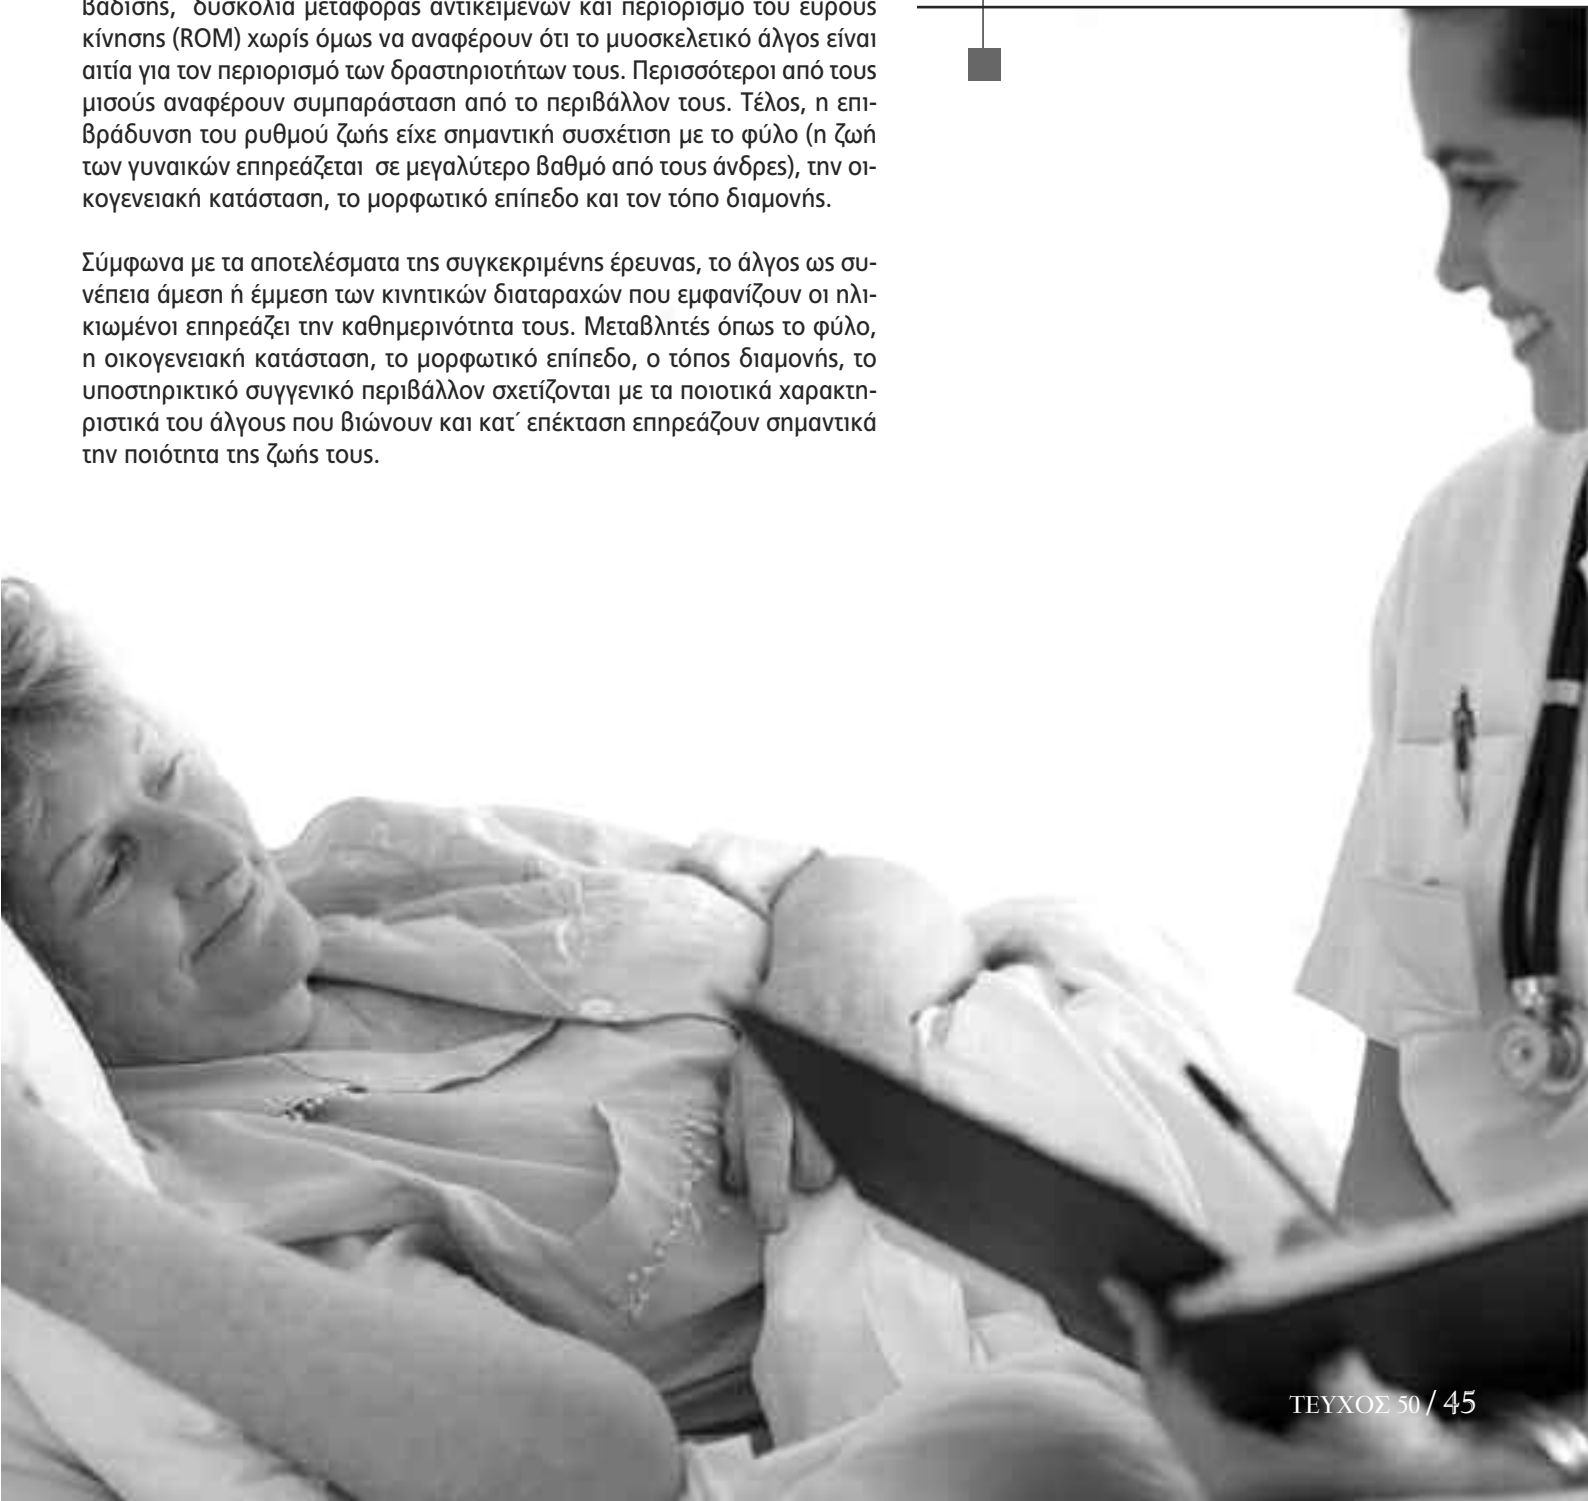 βάδισης, δυσκολία μεταφοράς αντικειμένων και περιορισμό του εύρους
κίνησης (ROM) χωρίς όμως να αναφέρουν ότι το μυοσκελετικό άλγος είναι
αιτία για τον περιορισμό των δραστηριοτήτων τους. Περισσότεροι από τους
μισούς αναφέρουν συμπαράσταση από το περιβάλλον τους. Τέλος, η επι-
βράδυνση του ρυθμού ζωής είχε σημαντική συσχέτιση με το φύλο (η ζωή
των γυναικών επηρεάζεται σε μεγαλύτερο βαθμό από τους άνδρες), την οι-
κογενειακή κατάσταση, το μορφωτικό επίπεδο και τον τόπο διαμονής.
Σύμφωνα με τα αποτελέσματα της συγκεκριμένης έρευνας, το άλγος ως συ-
νέπεια άμεση ή έμμεση των κινητικών διαταραχών που εμφανίζουν οι ηλι-
κιωμένοι επηρεάζει την καθημερινότητα τους. Μεταβλητές όπως το φύλο,
η οικογενειακή κατάσταση, το μορφωτικό επίπεδο, ο τόπος διαμονής, το
υποστηρικτικό συγγενικό περιβάλλον σχετίζονται με τα ποιοτικά χαρακτη-
ριστικά του άλγους που βιώνουν και κατ΄ επέκταση επηρεάζουν σημαντικά
την ποιότητα της ζωής τους.
ΤΕΥΧΟΣ 50 / 45